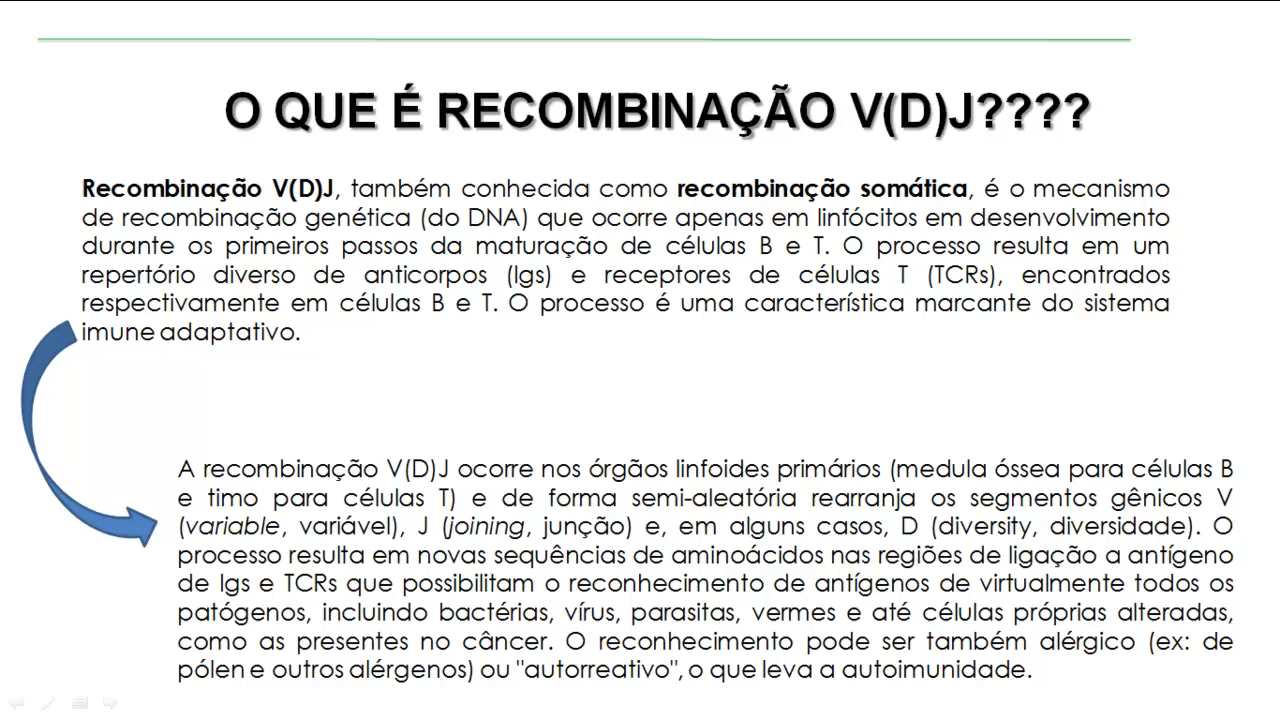 O QUE É RECOMBINAÇÃO V(D)J????
Recombinação V(D)J, também conhecida como recombinação somática, é o mecanismo
de recombinação genética (do DNA) que ocorre apenas em linfócitos em desenvolvimento
durante os primeiros passos da maturação de células B e T. O processo resulta em um
repertório diverso de anticorpos (Igs) e receptores de células T (TCRs), encontrados
respectivamente em células B e T. O processo é uma característica marcante do sistema
imune adaptativo.
A recombinação V(D)J ocorre nos órgãos linfoides primários (medula óssea para células B
e timo para células T) e de forma semi-aleatória rearranja os segmentos gênicos V
(variable, variável), J (joining, junção) e, em alguns casos, D (diversity, diversidade). O
processo resulta em novas sequências de aminoácidos nas regiões de ligação a antígeno
de Igs e TCRs que possibilitam o reconhecimento de antígenos de virtualmente todos os
patógenos, incluindo bactérias, vírus, parasitas, vermes e até células próprias alteradas,
como as presentes no câncer. O reconhecimento pode ser também alérgico (ex: de
pólen e outros alérgenos) ou "autorreativo", o que leva a autoimunidade.